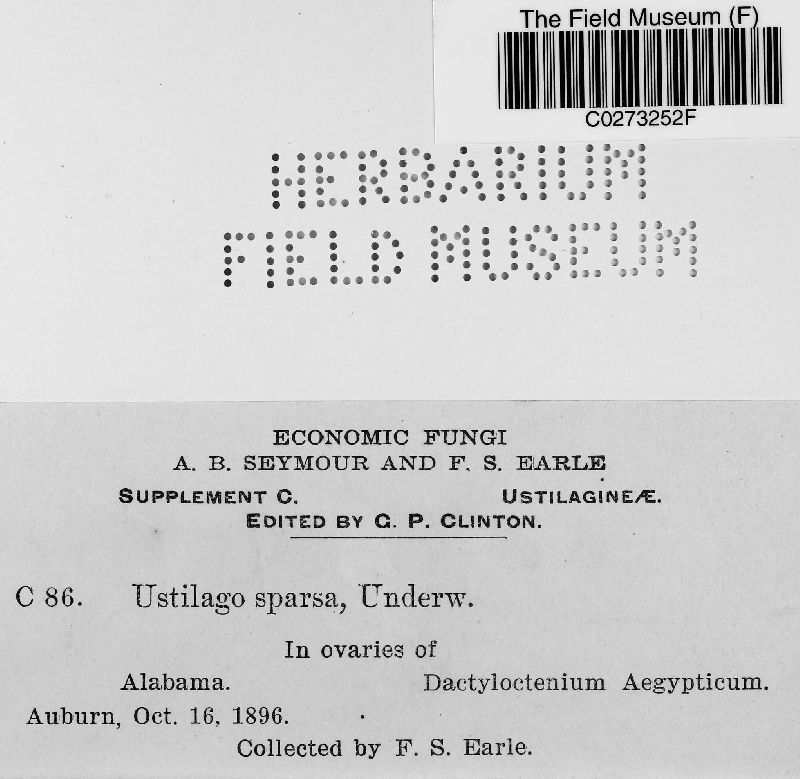 The Field Museum (F)
C0273252F
HERBARIUM
FIELD MUSEUM
ECONOMIC FUNGI
A. B. SEYMOUR AND F. S. EARLE
SUPPLEMENT C. USTILAGINEÆ.
EDITED BY G. P. CLINTON.
C 86. Ustilago sparsa, Underw.
In ovaries of
Alabama. Dactyloctenium Aegypticum.
Auburn, Oct. 16, 1896.
Collected by F. S. Earle.